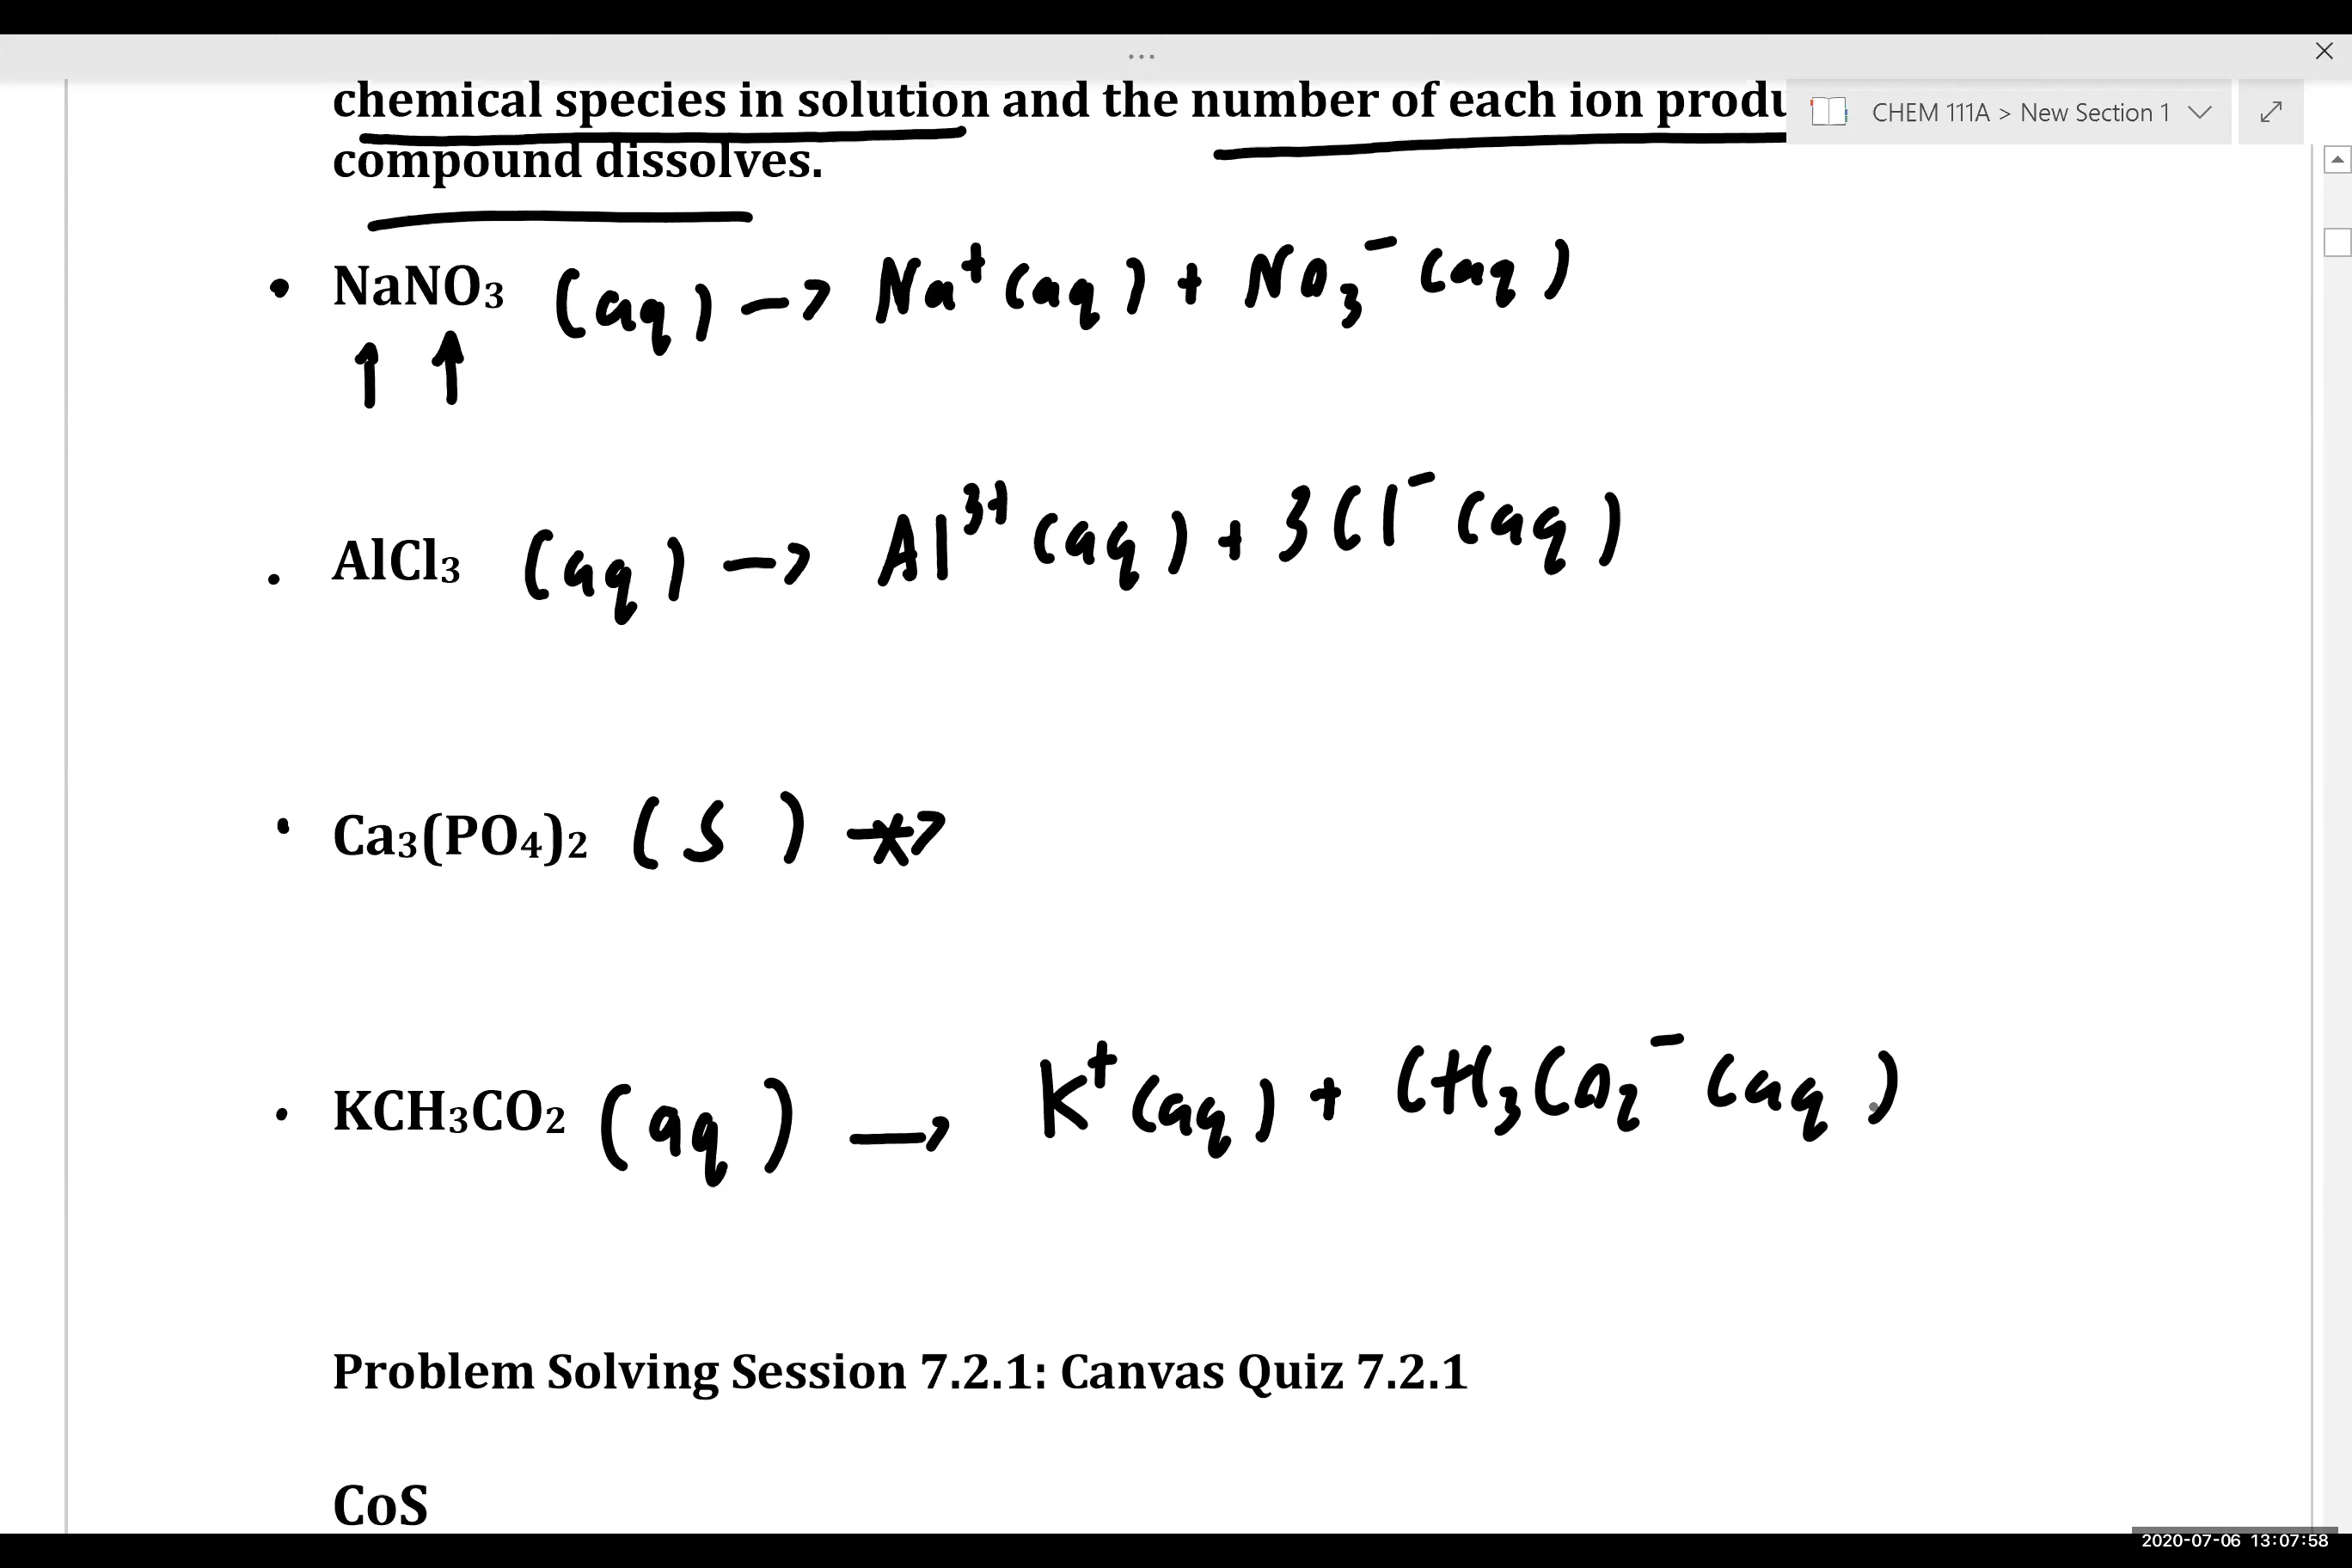 chemical species in solution and the number of each ion produ
CHEM 111A > New Section 1
compound dissolves.
• NaNO₃ (aq) → Na⁺(aq) + NO₃⁻(aq)
• AlCl₃ (aq) → Al³⁺(aq) + 3Cl⁻(aq)
• Ca₃(PO₄)₂ (s) ↛
• KCH₃CO₂ (aq) → K⁺(aq) + CH₃CO₂⁻(aq)
Problem Solving Session 7.2.1: Canvas Quiz 7.2.1
CoS
2020-07-06 13:07:58